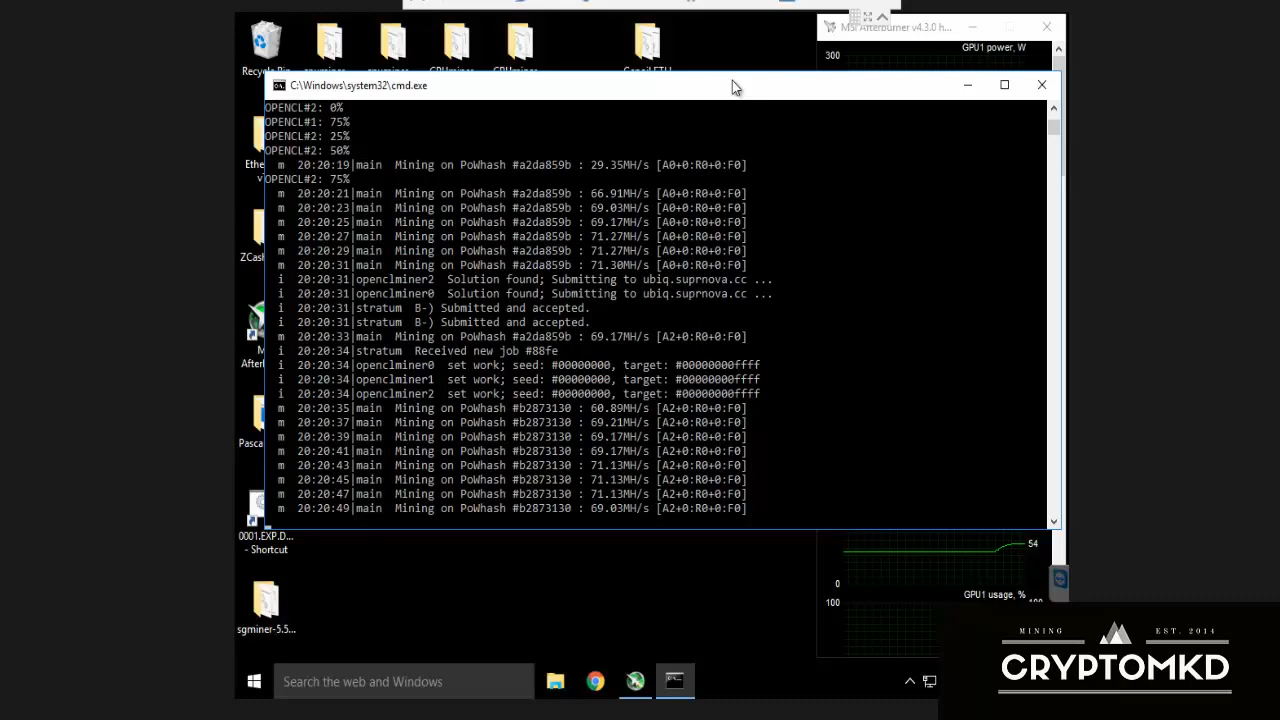 MSI Afterburner v4.3.0 h...
GPU1 power, W
300
Recycle Bin
C:\Windows\system32\cmd.exe
OPENCL#2: 0%
OPENCL#1: 75%
OPENCL#2: 25%
OPENCL#2: 50%
m 20:20:19|main Mining on PoWhash #a2da859b : 29.35MH/s [A0+0:R0+0:F0]
OPENCL#2: 75%
m 20:20:21|main Mining on PoWhash #a2da859b : 66.91MH/s [A0+0:R0+0:F0]
m 20:20:23|main Mining on PoWhash #a2da859b : 69.03MH/s [A0+0:R0+0:F0]
m 20:20:25|main Mining on PoWhash #a2da859b : 69.17MH/s [A0+0:R0+0:F0]
m 20:20:27|main Mining on PoWhash #a2da859b : 71.27MH/s [A0+0:R0+0:F0]
m 20:20:29|main Mining on PoWhash #a2da859b : 71.27MH/s [A0+0:R0+0:F0]
m 20:20:31|main Mining on PoWhash #a2da859b : 71.30MH/s [A0+0:R0+0:F0]
i 20:20:31|openclminer2 Solution found; Submitting to ubiq.suprnova.cc ...
i 20:20:31|openclminer0 Solution found; Submitting to ubiq.suprnova.cc ...
i 20:20:31|stratum B-) Submitted and accepted.
i 20:20:31|stratum B-) Submitted and accepted.
m 20:20:33|main Mining on PoWhash #a2da859b : 69.17MH/s [A2+0:R0+0:F0]
i 20:20:34|stratum Received new job #88fe
i 20:20:34|openclminer0 set work; seed: #00000000, target: #00000000ffff
i 20:20:34|openclminer1 set work; seed: #00000000, target: #00000000ffff
i 20:20:34|openclminer2 set work; seed: #00000000, target: #00000000ffff
m 20:20:35|main Mining on PoWhash #b2873130 : 60.89MH/s [A2+0:R0+0:F0]
m 20:20:37|main Mining on PoWhash #b2873130 : 69.21MH/s [A2+0:R0+0:F0]
m 20:20:39|main Mining on PoWhash #b2873130 : 69.17MH/s [A2+0:R0+0:F0]
m 20:20:41|main Mining on PoWhash #b2873130 : 69.17MH/s [A2+0:R0+0:F0]
m 20:20:43|main Mining on PoWhash #b2873130 : 71.13MH/s [A2+0:R0+0:F0]
m 20:20:45|main Mining on PoWhash #b2873130 : 71.13MH/s [A2+0:R0+0:F0]
m 20:20:47|main Mining on PoWhash #b2873130 : 71.13MH/s [A2+0:R0+0:F0]
m 20:20:49|main Mining on PoWhash #b2873130 : 69.03MH/s [A2+0:R0+0:F0]
Ethe
ZCas
Afterl
Pasca
0001.EXP.D...
- Shortcut
54
0
GPU1 usage, %
100
sgminer-5.5...
MINING EST. 2014
CRYPTOMKD
Search the web and Windows